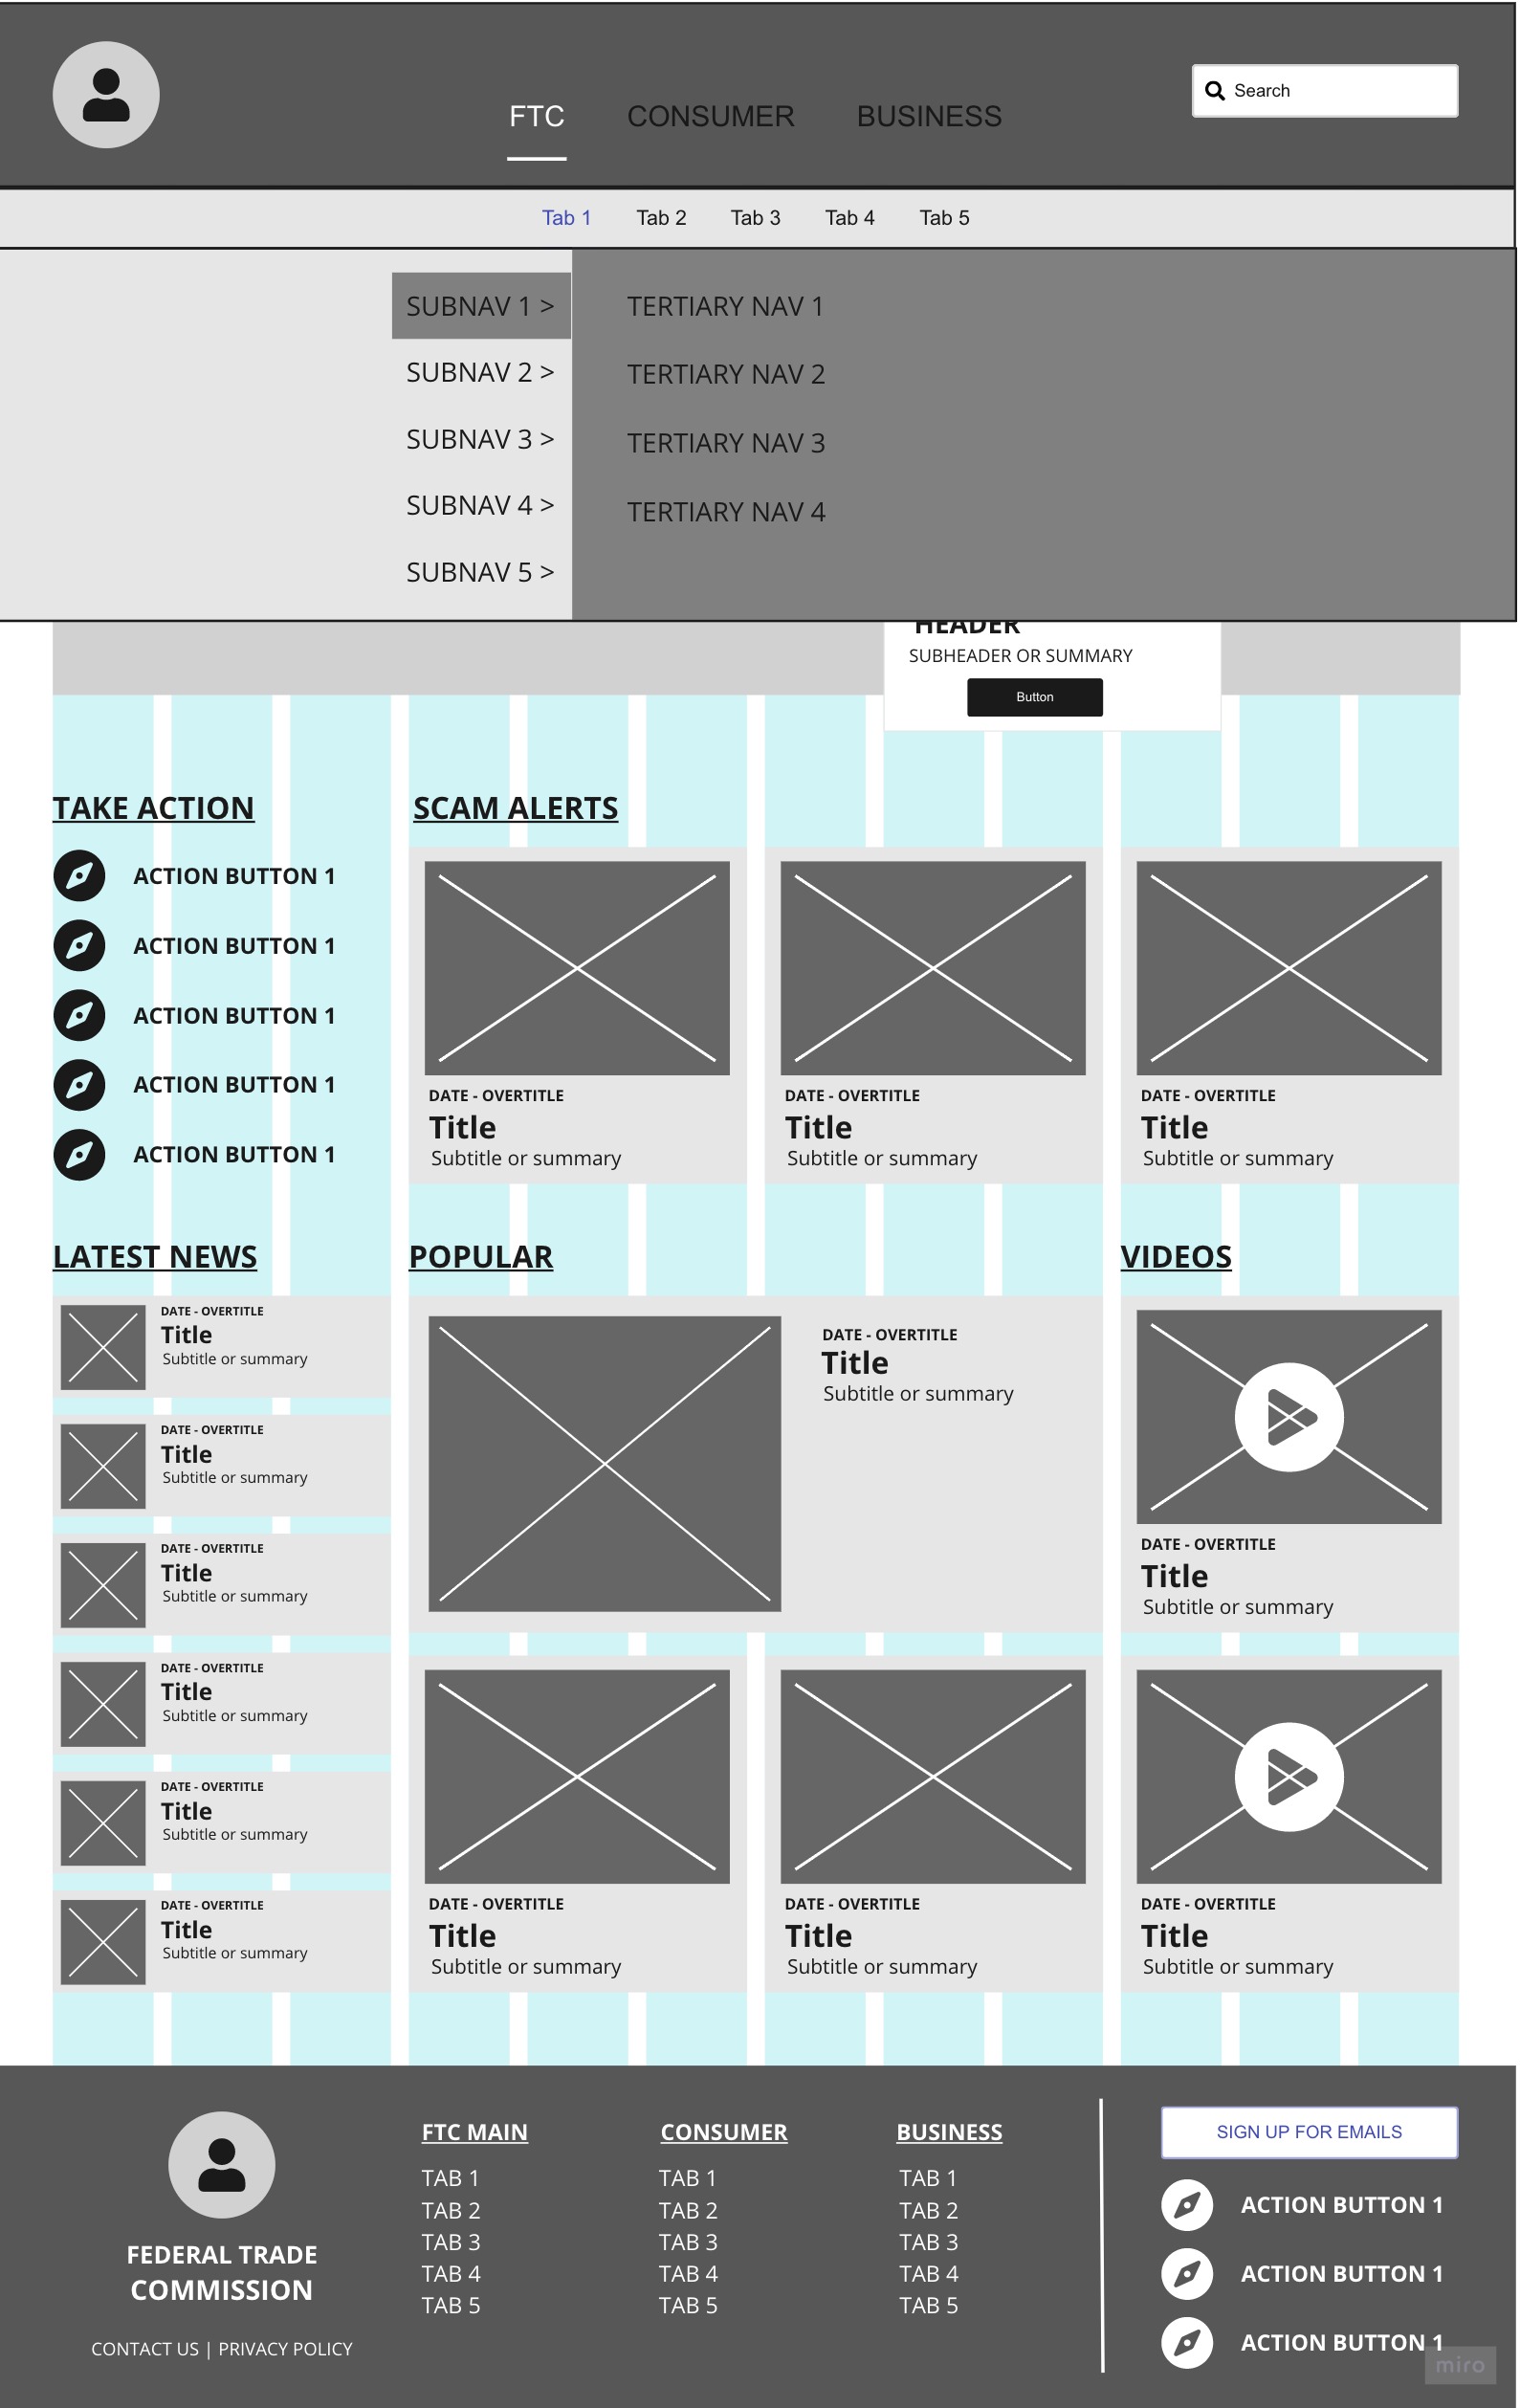 FTC CONSUMER BUSINESS
Search
Tab 1 Tab 2 Tab 3 Tab 4 Tab 5
SUBNAV 1 >
SUBNAV 2 >
SUBNAV 3 >
SUBNAV 4 >
SUBNAV 5 >
TERTIARY NAV 1
TERTIARY NAV 2
TERTIARY NAV 3
TERTIARY NAV 4
HEADER
SUBHEADER OR SUMMARY
Button
TAKE ACTION
ACTION BUTTON 1
ACTION BUTTON 1
ACTION BUTTON 1
ACTION BUTTON 1
ACTION BUTTON 1
SCAM ALERTS
DATE - OVERTITLE
Title
Subtitle or summary
DATE - OVERTITLE
Title
Subtitle or summary
DATE - OVERTITLE
Title
Subtitle or summary
LATEST NEWS
DATE - OVERTITLE
Title
Subtitle or summary
DATE - OVERTITLE
Title
Subtitle or summary
DATE - OVERTITLE
Title
Subtitle or summary
DATE - OVERTITLE
Title
Subtitle or summary
DATE - OVERTITLE
Title
Subtitle or summary
DATE - OVERTITLE
Title
Subtitle or summary
POPULAR
DATE - OVERTITLE
Title
Subtitle or summary
DATE - OVERTITLE
Title
Subtitle or summary
DATE - OVERTITLE
Title
Subtitle or summary
VIDEOS
DATE - OVERTITLE
Title
Subtitle or summary
DATE - OVERTITLE
Title
Subtitle or summary
FEDERAL TRADE
COMMISSION
CONTACT US | PRIVACY POLICY
FTC MAIN
TAB 1
TAB 2
TAB 3
TAB 4
TAB 5
CONSUMER
TAB 1
TAB 2
TAB 3
TAB 4
TAB 5
BUSINESS
TAB 1
TAB 2
TAB 3
TAB 4
TAB 5
SIGN UP FOR EMAILS
ACTION BUTTON 1
ACTION BUTTON 1
ACTION BUTTON 1
miro